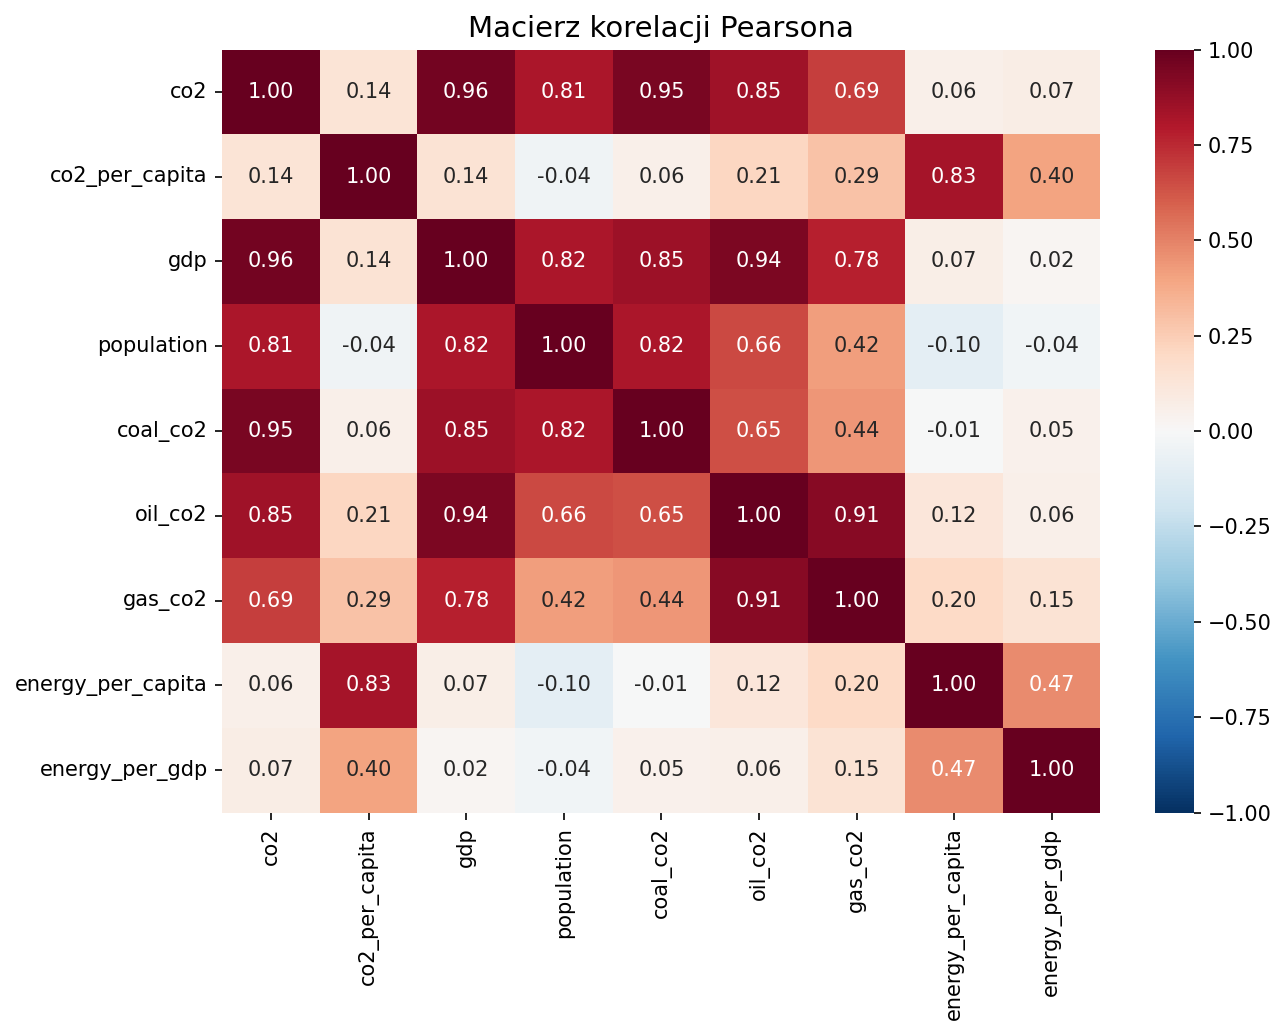 Macierz korelacji Pearsona
co2 1.00 0.14 0.96 0.81 0.95 0.85 0.69 0.06 0.07
co2_per_capita 0.14 1.00 0.14 -0.04 0.06 0.21 0.29 0.83 0.40
gdp 0.96 0.14 1.00 0.82 0.85 0.94 0.78 0.07 0.02
population 0.81 -0.04 0.82 1.00 0.82 0.66 0.42 -0.10 -0.04
coal_co2 0.95 0.06 0.85 0.82 1.00 0.65 0.44 -0.01 0.05
oil_co2 0.85 0.21 0.94 0.66 0.65 1.00 0.91 0.12 0.06
gas_co2 0.69 0.29 0.78 0.42 0.44 0.91 1.00 0.20 0.15
energy_per_capita 0.06 0.83 0.07 -0.10 -0.01 0.12 0.20 1.00 0.47
energy_per_gdp 0.07 0.40 0.02 -0.04 0.05 0.06 0.15 0.47 1.00
co2
co2_per_capita
gdp
population
coal_co2
oil_co2
gas_co2
energy_per_capita
energy_per_gdp
1.00
0.75
0.50
0.25
0.00
−0.25
−0.50
−0.75
−1.00